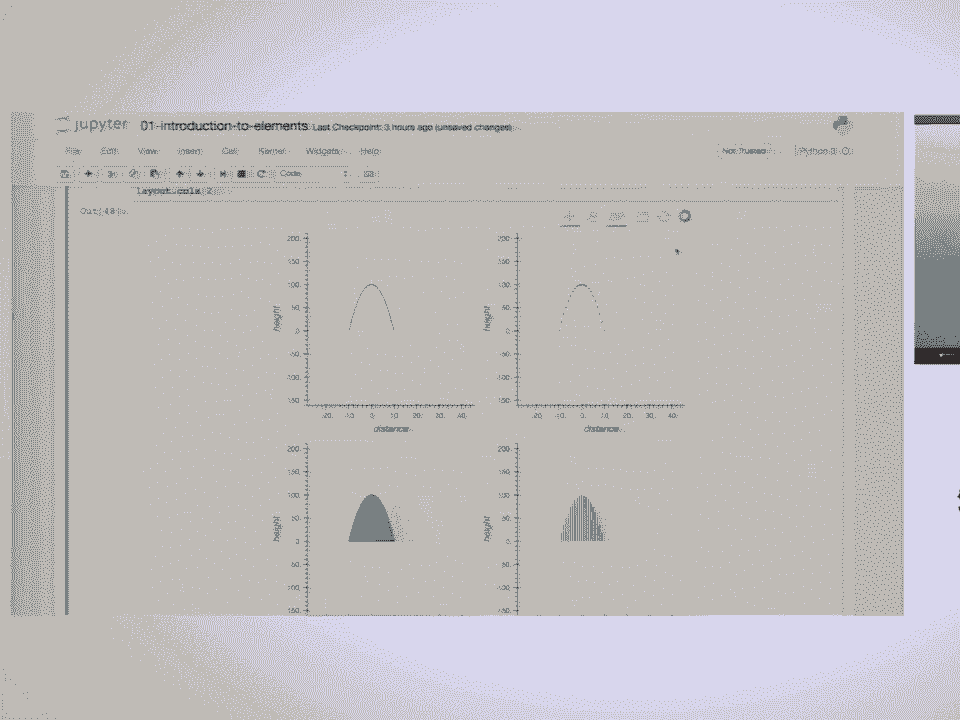 jupyter 01-introduction-to-elements Last Checkpoint: 3 hours ago (unsaved changes)
File Edit View Insert Cell Kernel Widgets Help Not Trusted Python 3
Code
layout.cols(2)
200 200
150 150
100 100
50 50
0 0
-50 -50
-100 -100
-150 -150
height height
-20 -10 0 10 20 30 40 -20 -10 0 10 20 30 40
distance distance
200 200
150 150
100 100
50 50
0 0
-50 -50
-100 -100
-150 -150
height height